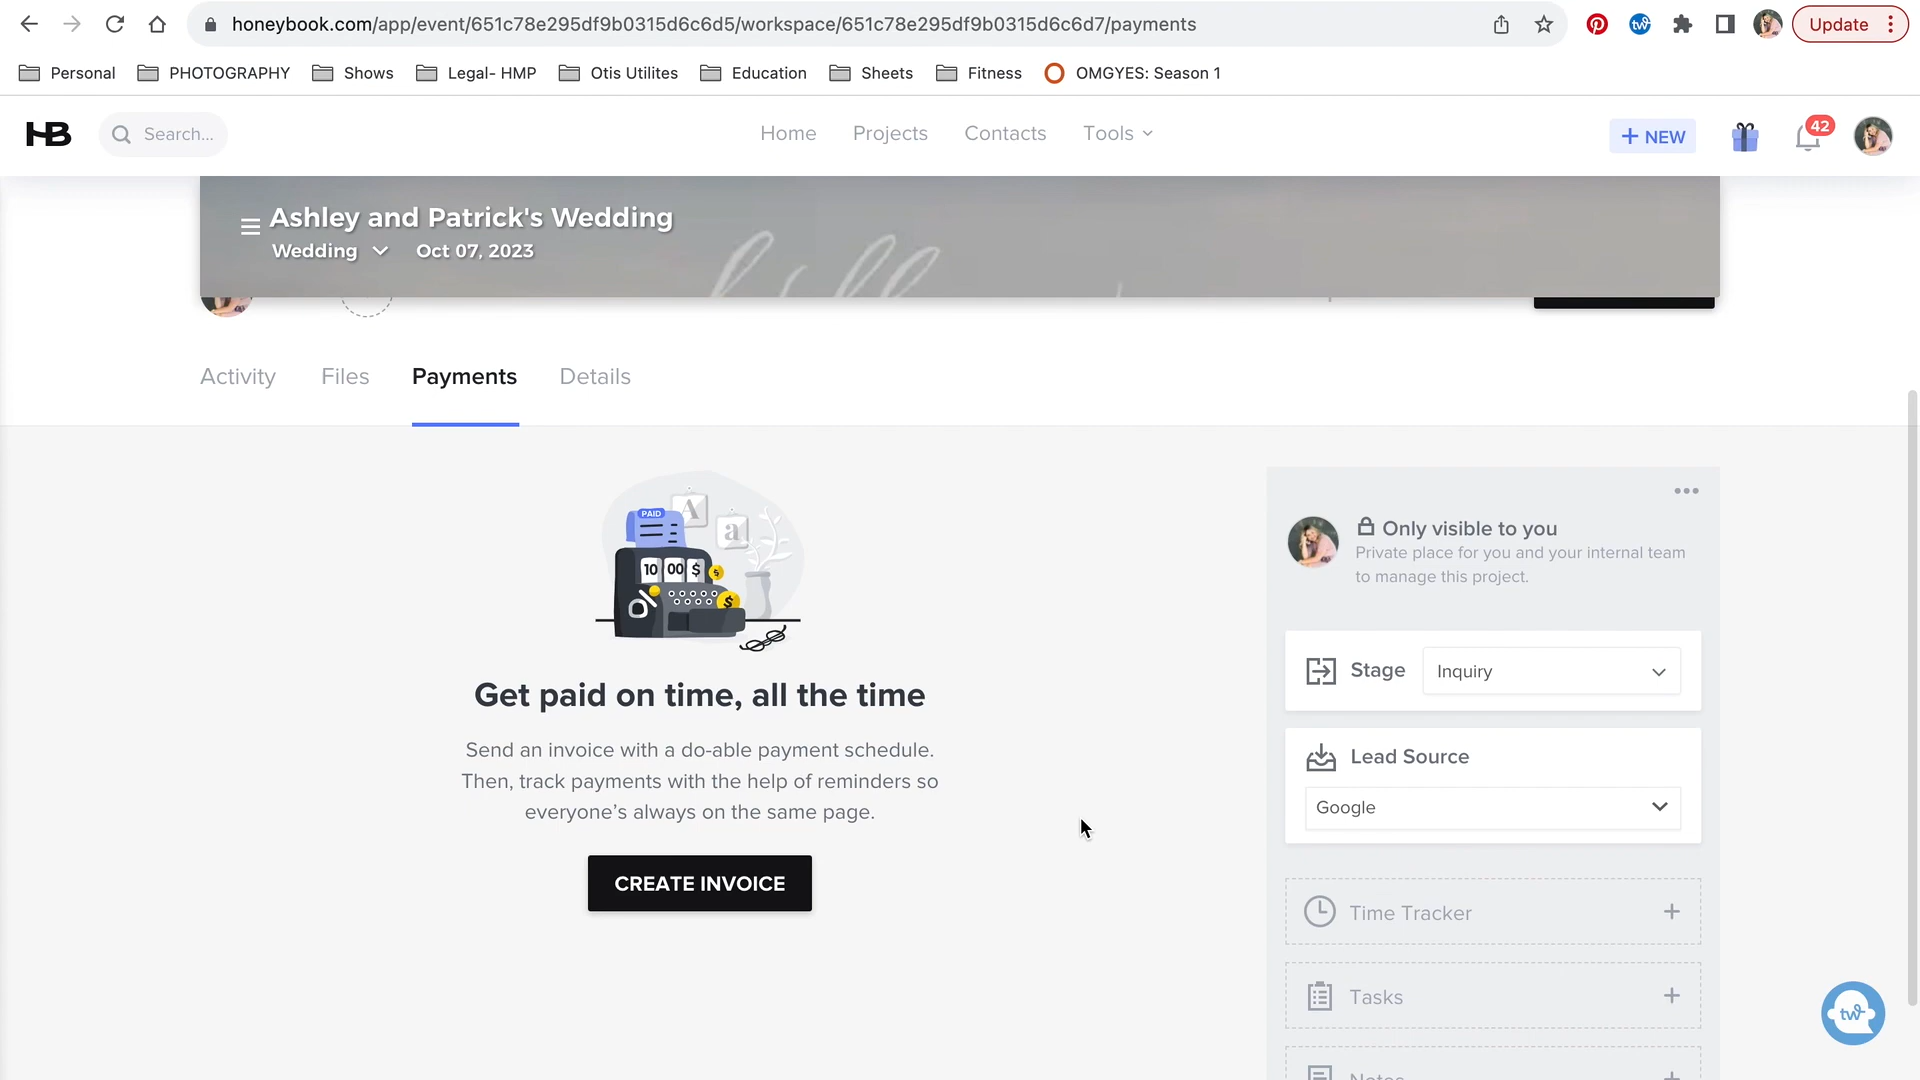 honeybook.com/app/event/651c78e295df9b0315d6c6d5/workspace/651c78e295df9b0315d6c6d7/payments
Update
Personal
PHOTOGRAPHY
Shows
Legal- HMP
Otis Utilites
Education
Sheets
Fitness
OMGYES: Season 1
HB
Search...
Home
Projects
Contacts
Tools
+ NEW
42
Ashley and Patrick's Wedding
Wedding
Oct 07, 2023
Activity
Files
Payments
Details
PAID
A
a
10 00 $
$
$
Get paid on time, all the time
Send an invoice with a do-able payment schedule.
Then, track payments with the help of reminders so
everyone’s always on the same page.
CREATE INVOICE
Only visible to you
Private place for you and your internal team
to manage this project.
Stage
Inquiry
Lead Source
Google
Time Tracker
Tasks
Notes
tw